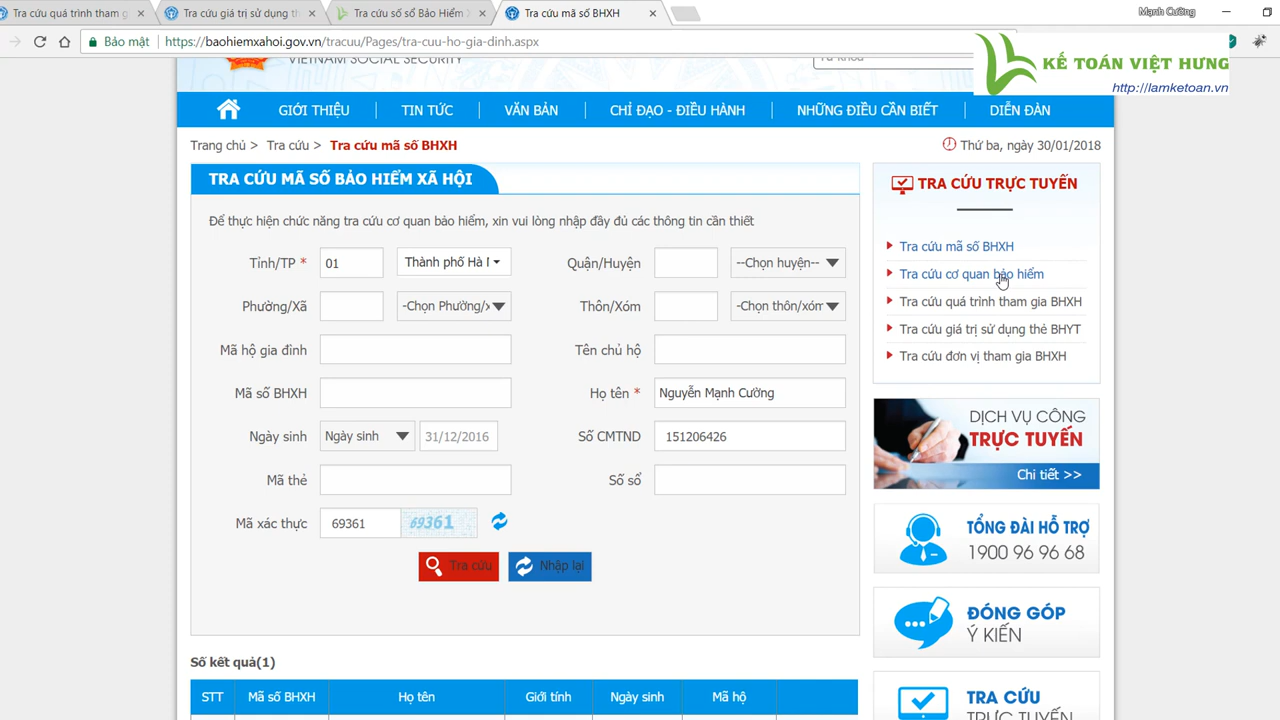 Tra cứu quá trình tham g
Tra cứu giá trị sử dụng th
Tra cứu số sổ Bảo Hiểm X
Tra cứu mã số BHXH
Mạnh Cường
Bảo mật
https://baohiemxahoi.gov.vn/tracuu/Pages/tra-cuu-ho-gia-dinh.aspx
VIETNAM SOCIAL SECURITY
Từ khóa
KẾ TOÁN VIỆT HƯNG
http://lamketoan.vn
GIỚI THIỆU
TIN TỨC
VĂN BẢN
CHỈ ĐẠO - ĐIỀU HÀNH
NHỮNG ĐIỀU CẦN BIẾT
DIỄN ĐÀN
Trang chủ > Tra cứu > Tra cứu mã số BHXH
Thứ ba, ngày 30/01/2018
TRA CỨU MÃ SỐ BẢO HIỂM XÃ HỘI
Để thực hiện chức năng tra cứu cơ quan bảo hiểm, xin vui lòng nhập đầy đủ các thông tin cần thiết
Tỉnh/TP * 01 Thành phố Hà N
Quận/Huyện --Chọn huyện--
Phường/Xã -Chọn Phường/x
Thôn/Xóm -Chọn thôn/xóm
Mã hộ gia đình
Tên chủ hộ
Mã số BHXH
Họ tên * Nguyễn Mạnh Cường
Ngày sinh Ngày sinh 31/12/2016
Số CMTND 151206426
Mã thẻ
Số sổ
Mã xác thực 69361 69361
Tra cứu
Nhập lại
Số kết quả(1)
STT Mã số BHXH Họ tên Giới tính Ngày sinh Mã hộ
TRA CỨU TRỰC TUYẾN
Tra cứu mã số BHXH
Tra cứu cơ quan bảo hiểm
Tra cứu quá trình tham gia BHXH
Tra cứu giá trị sử dụng thẻ BHYT
Tra cứu đơn vị tham gia BHXH
DỊCH VỤ CÔNG
TRỰC TUYẾN
Chi tiết >>
TỔNG ĐÀI HỖ TRỢ
1900 96 96 68
ĐÓNG GÓP
Ý KIẾN
TRA CỨU
TRỰC TUYẾN